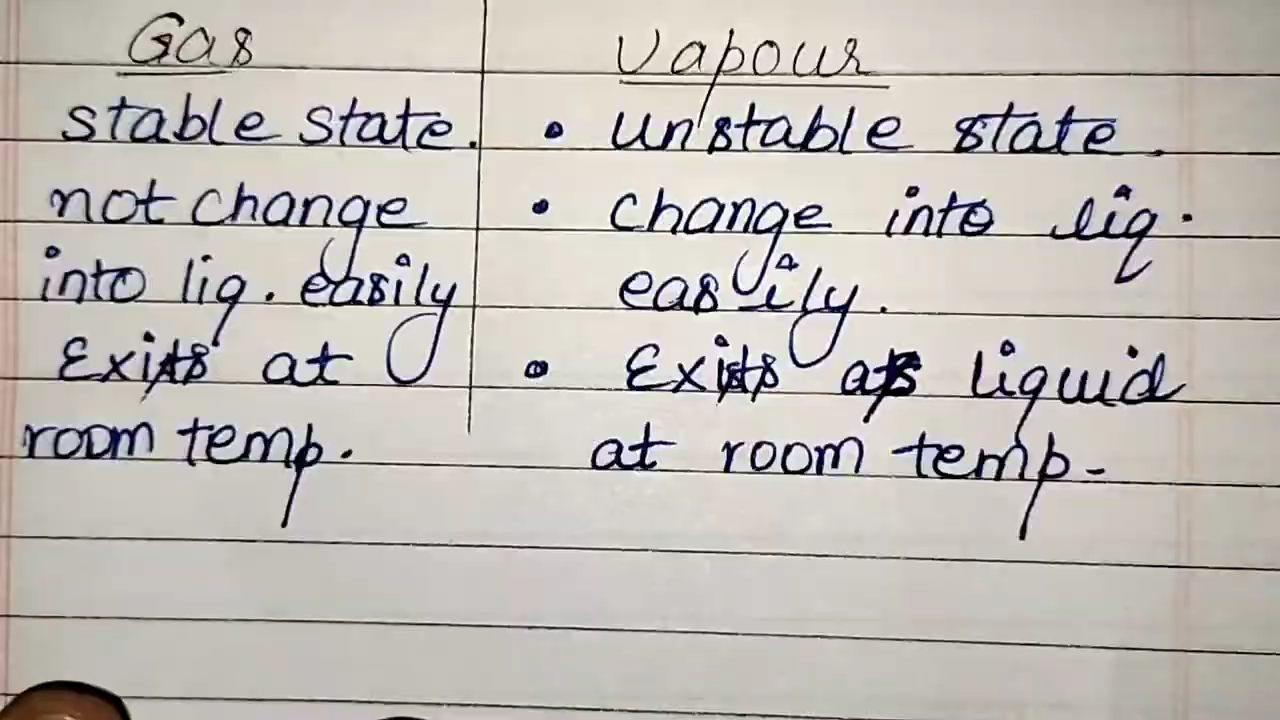 Gas
stable state.
not change
into liq. easily
Exists at
room temp.
Vapour
• unstable state.
• change into liq.
easily.
• Exists as liquid
at room temp.